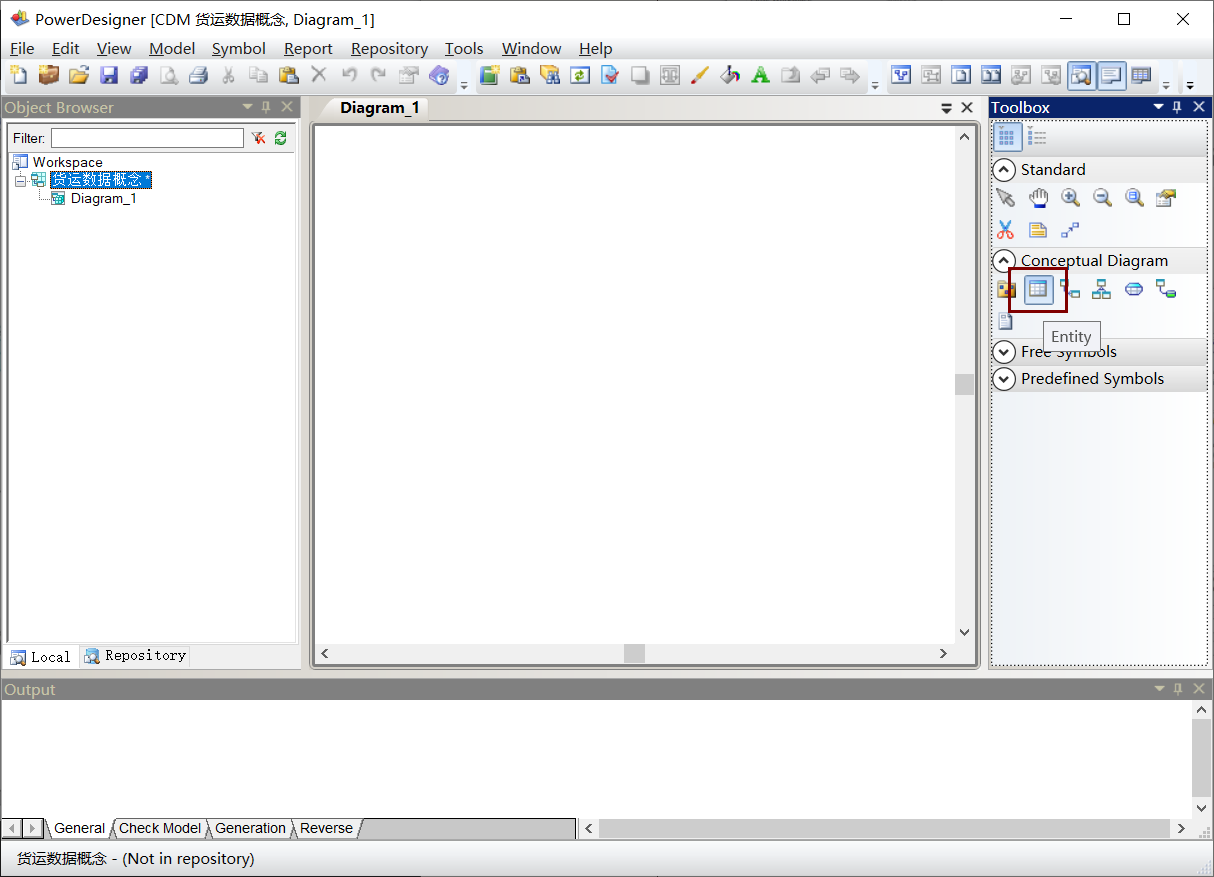 PowerDesigner [CDM 货运数据概念, Diagram_1]
File Edit View Model Symbol Report Repository Tools Window Help
Object Browser
Diagram_1
Toolbox
Filter:
Workspace
货运数据概念 *
Diagram_1
Standard
Conceptual Diagram
Entity
Free Symbols
Predefined Symbols
Local Repository
Output
General Check Model Generation Reverse
货运数据概念 - (Not in repository)